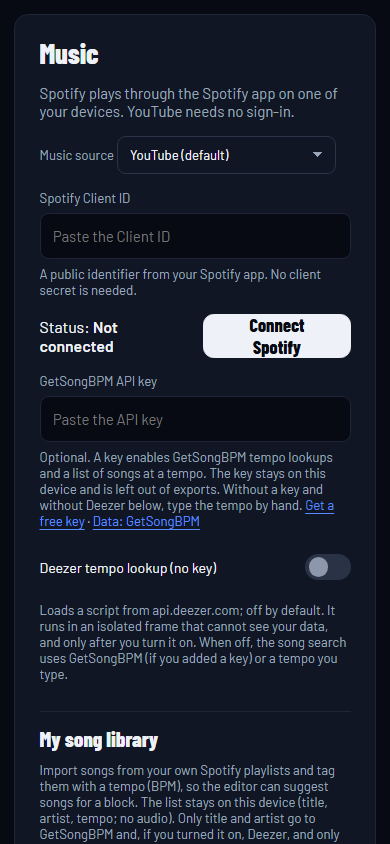 Music
Spotify plays through the Spotify app on one of
your devices. YouTube needs no sign-in.
Music source YouTube (default)
Spotify Client ID
Paste the Client ID
A public identifier from your Spotify app. No client
secret is needed.
Status: Not
connected
Connect
Spotify
GetSongBPM API key
Paste the API key
Optional. A key enables GetSongBPM tempo lookups
and a list of songs at a tempo. The key stays on this
device and is left out of exports. Without a key and
without Deezer below, type the tempo by hand. Get a
free key · Data: GetSongBPM
Deezer tempo lookup (no key)
Loads a script from api.deezer.com; off by default. It
runs in an isolated frame that cannot see your data,
and only after you turn it on. When off, the song search
uses GetSongBPM (if you added a key) or a tempo you
type.
My song library
Import songs from your own Spotify playlists and tag
them with a tempo (BPM), so the editor can suggest
songs for a block. The list stays on this device (title,
artist, tempo; no audio). Only title and artist go to
GetSongBPM and, if you turned it on, Deezer, and only